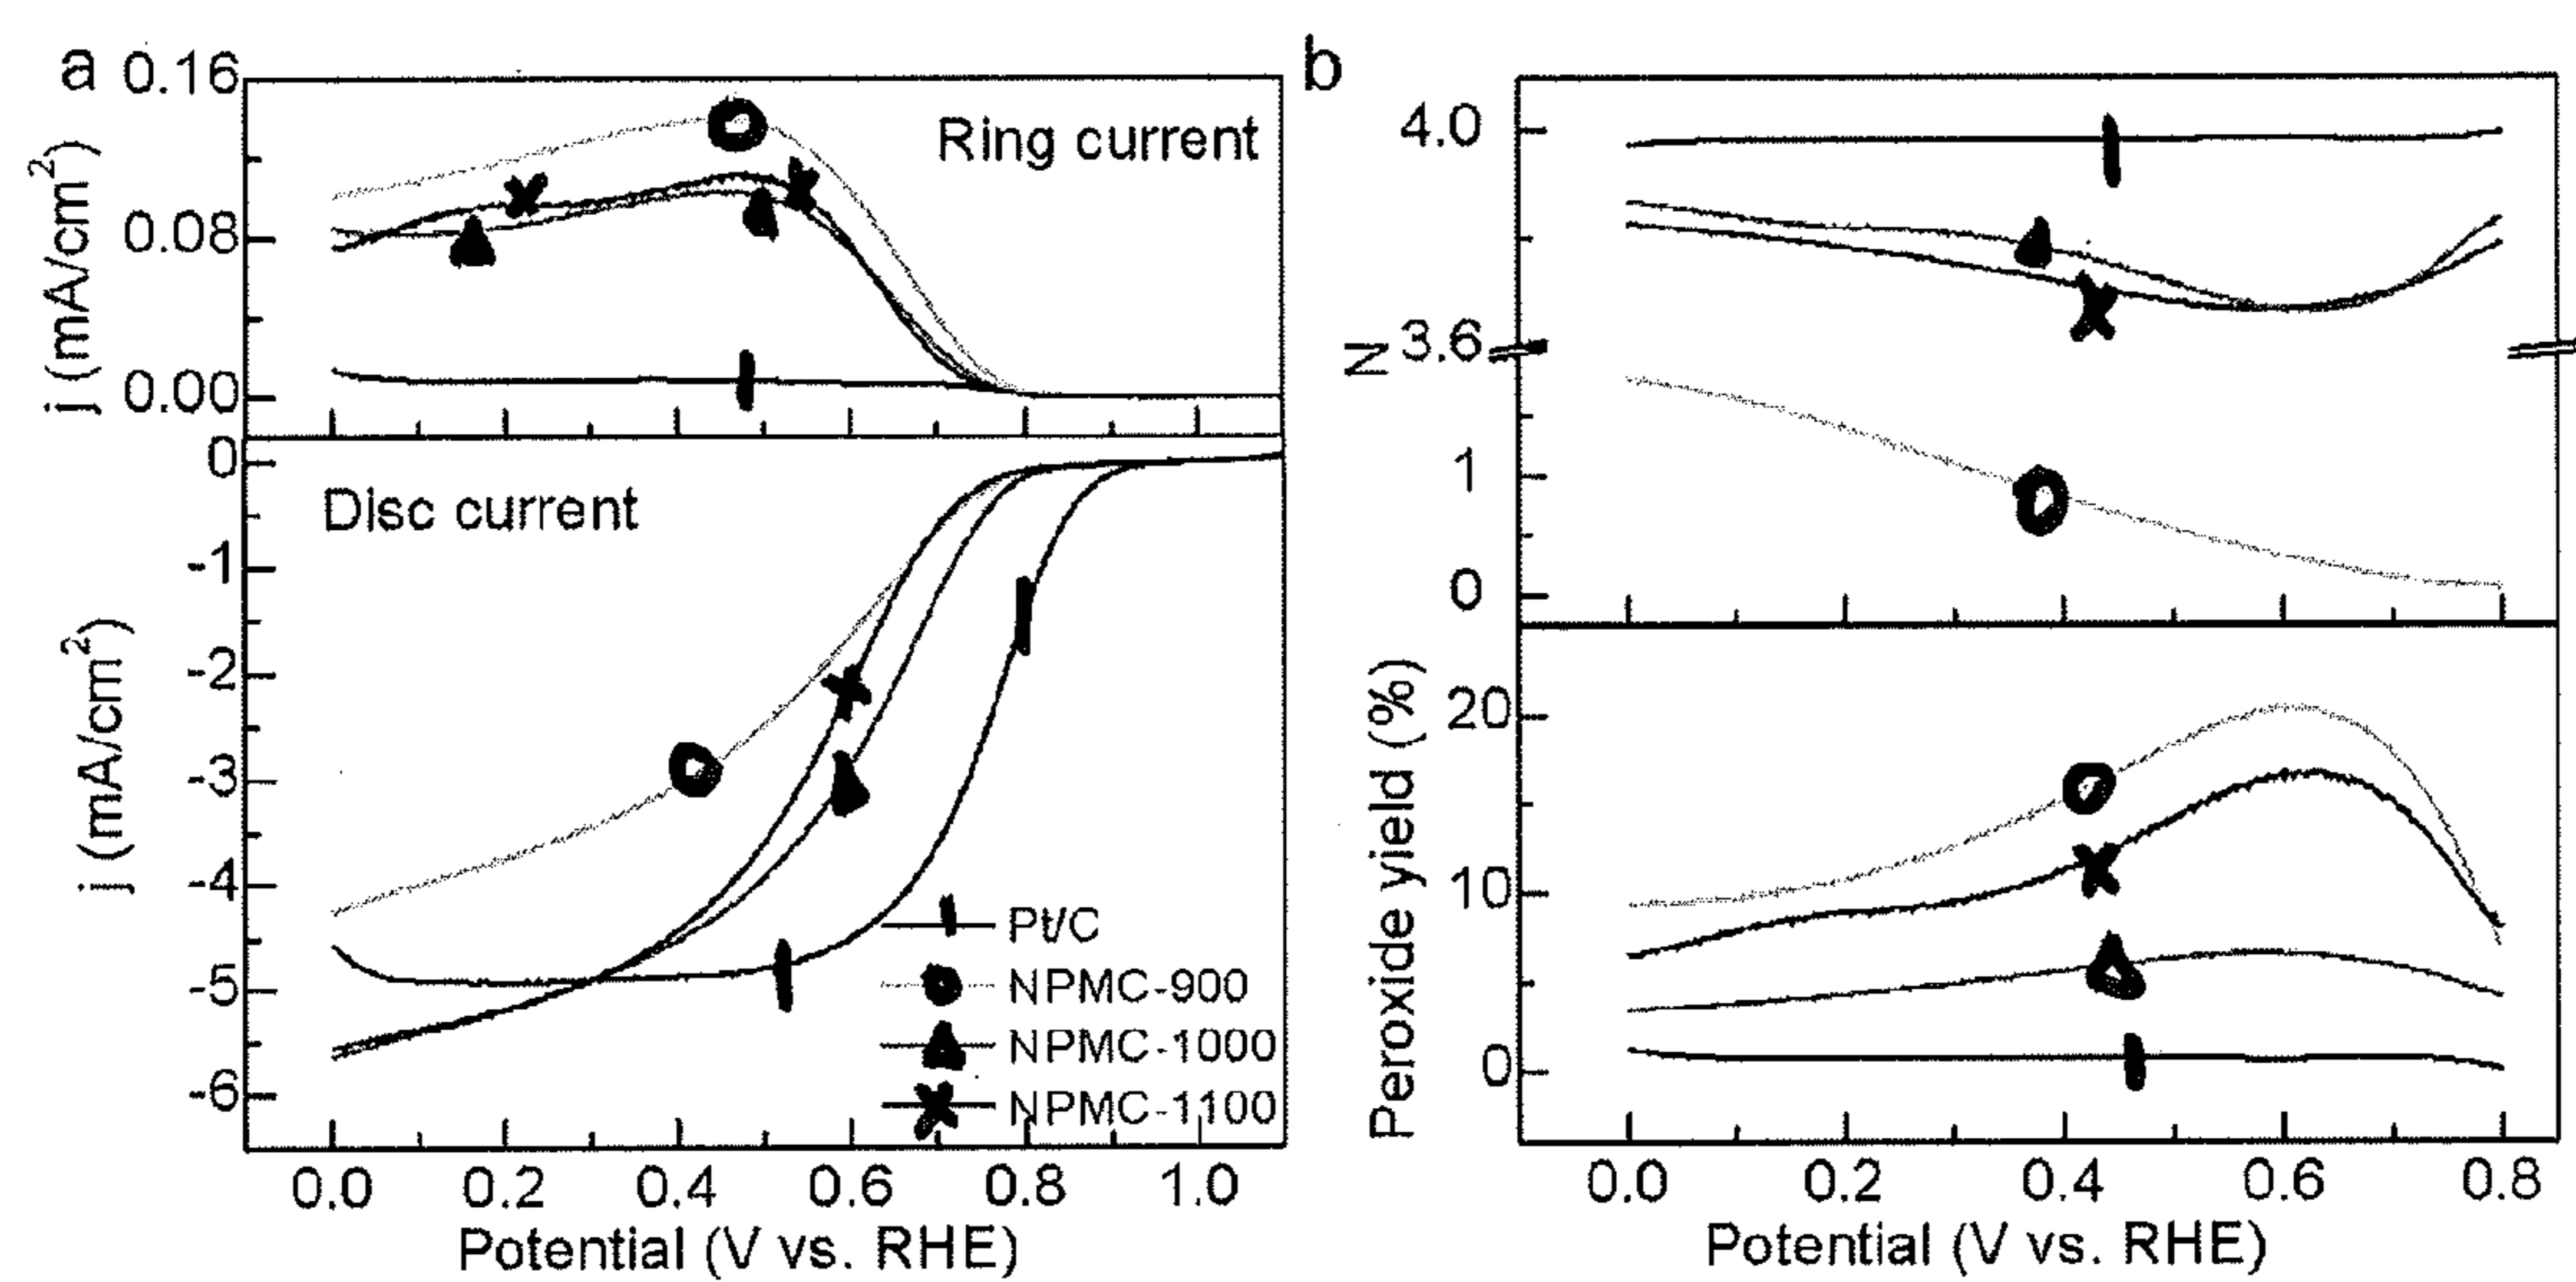 a
0.16
0.08
0.00
j (mA/cm²)
Ring current
0
-1
-2
-3
-4
-5
-6
j (mA/cm²)
Disc current
Pt/C
NPMC-900
NPMC-1000
NPMC-1100
0.0 0.2 0.4 0.6 0.8 1.0
Potential (V vs. RHE)
b
4.0
3.6
1
0
N
20
10
0
Peroxide yield (%)
0.0 0.2 0.4 0.6 0.8
Potential (V vs. RHE)